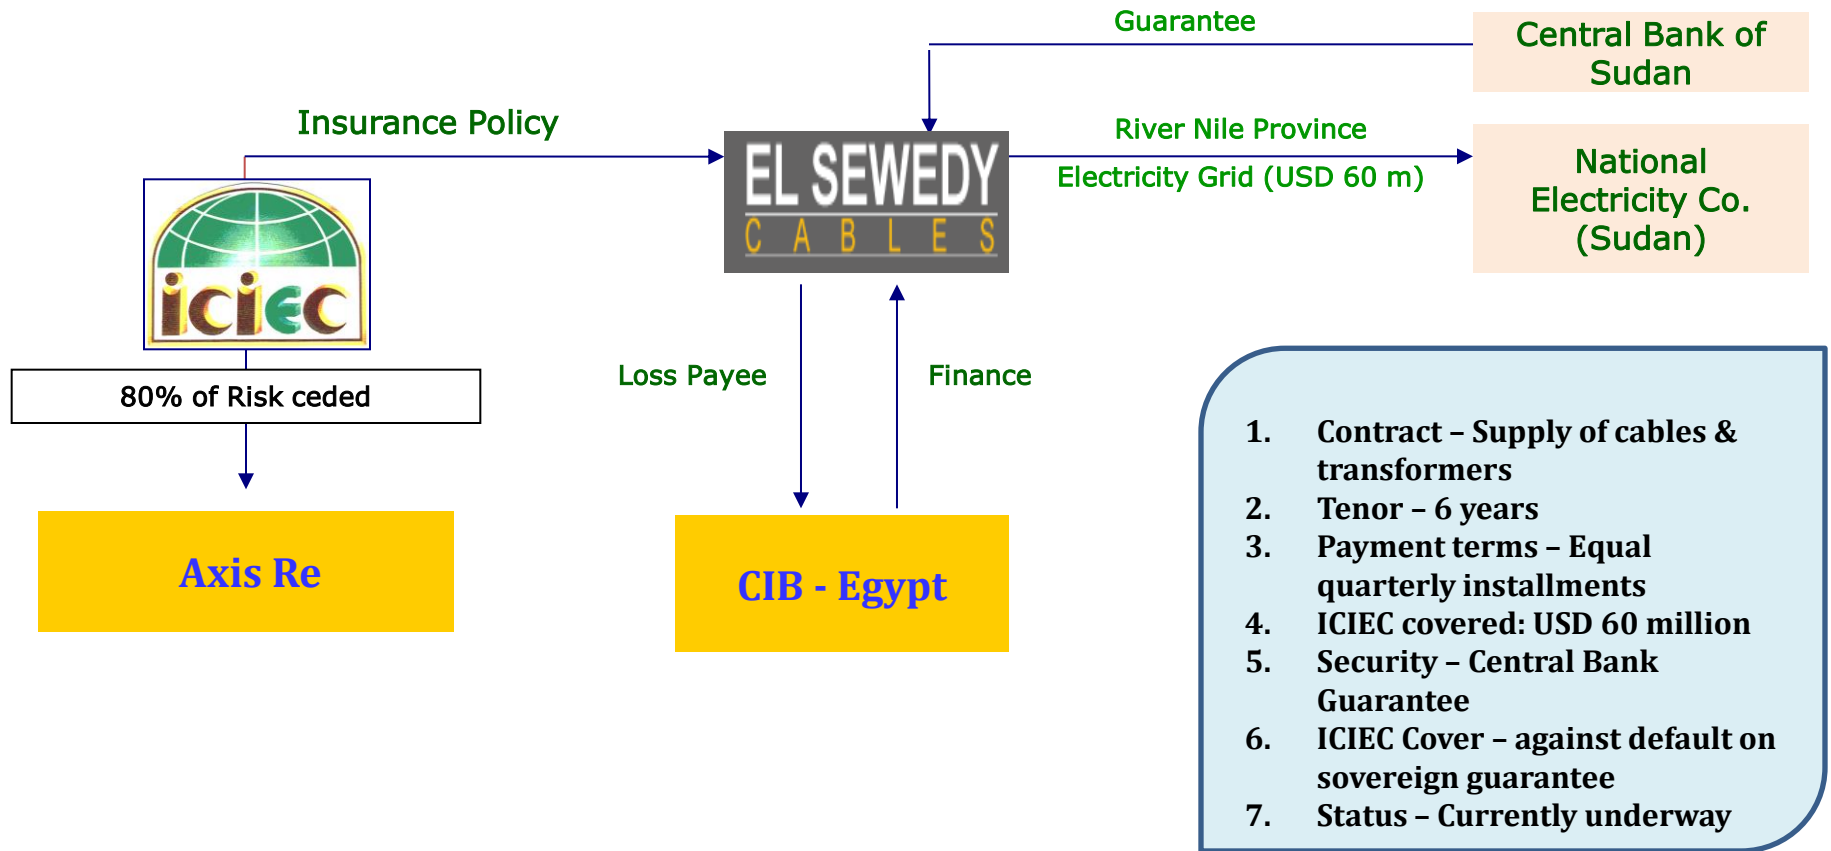 Guarantee
Central Bank of
Sudan
Insurance Policy
EL SEWEDY
CABLES
River Nile Province
Electricity Grid (USD 60 m)
National
Electricity Co.
(Sudan)
iciec
80% of Risk ceded
Loss Payee
Finance
Axis Re
CIB - Egypt
1. Contract – Supply of cables &
transformers
2. Tenor – 6 years
3. Payment terms – Equal
quarterly installments
4. ICIEC covered: USD 60 million
5. Security – Central Bank
Guarantee
6. ICIEC Cover – against default on
sovereign guarantee
7. Status – Currently underway